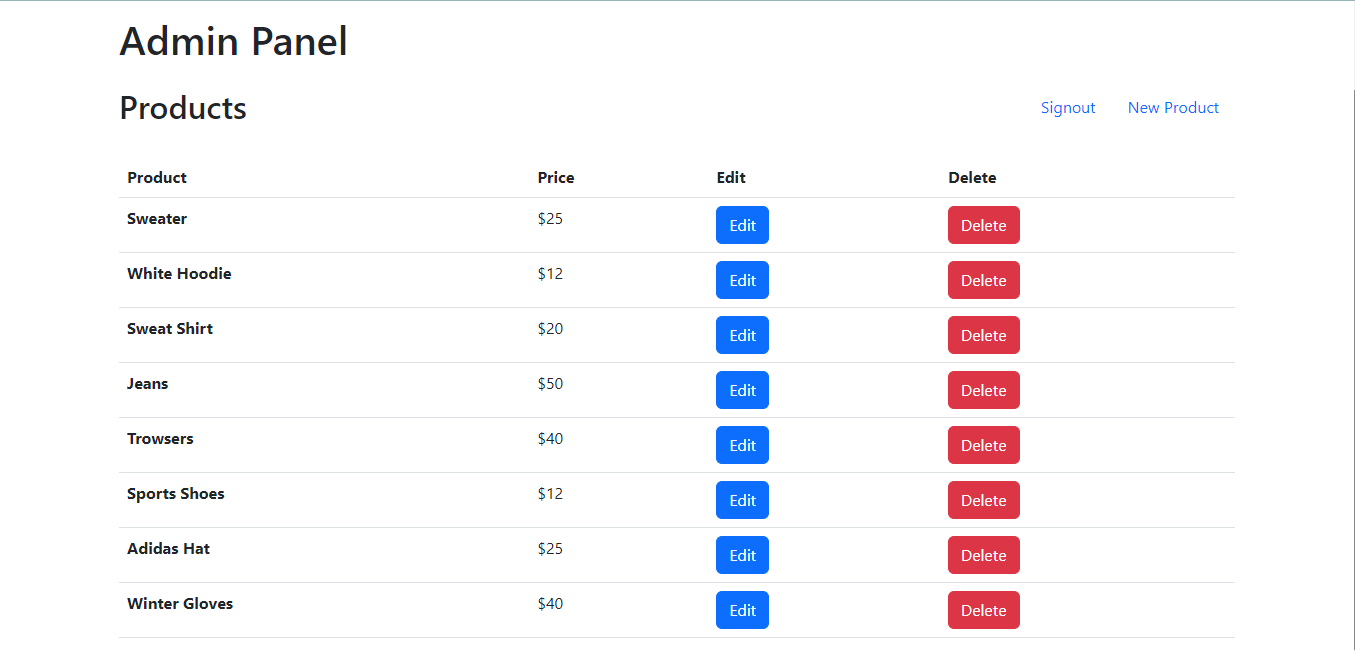 Admin Panel
Products Signout New Product
Product Price Edit Delete
Sweater $25 Edit Delete
White Hoodie $12 Edit Delete
Sweat Shirt $20 Edit Delete
Jeans $50 Edit Delete
Trowsers $40 Edit Delete
Sports Shoes $12 Edit Delete
Adidas Hat $25 Edit Delete
Winter Gloves $40 Edit Delete